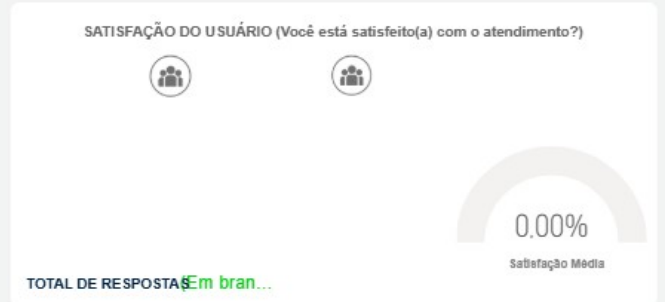 SATISFAÇÃO DO USUÁRIO (Você está satisfeito(a) com o atendimento?)
0,00%
Satisfação Média
TOTAL DE RESPOSTAS(Em bran...